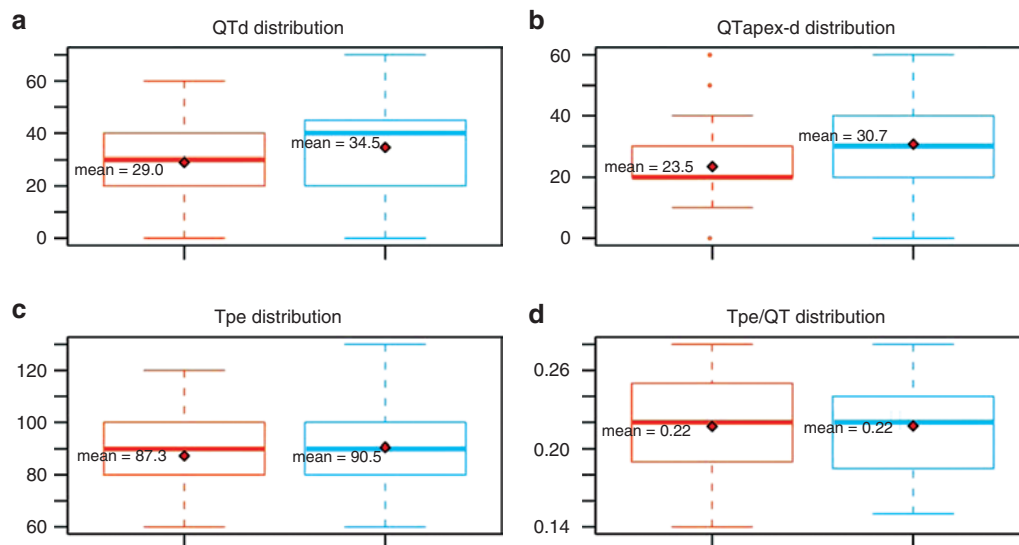 a
QTd distribution
60
40
20
0
mean = 29.0
mean = 34.5
b
QTapex-d distribution
60
40
20
0
mean = 23.5
mean = 30.7
c
Tpe distribution
120
100
80
60
mean = 87.3
mean = 90.5
d
Tpe/QT distribution
0.26
0.20
0.14
mean = 0.22
mean = 0.22